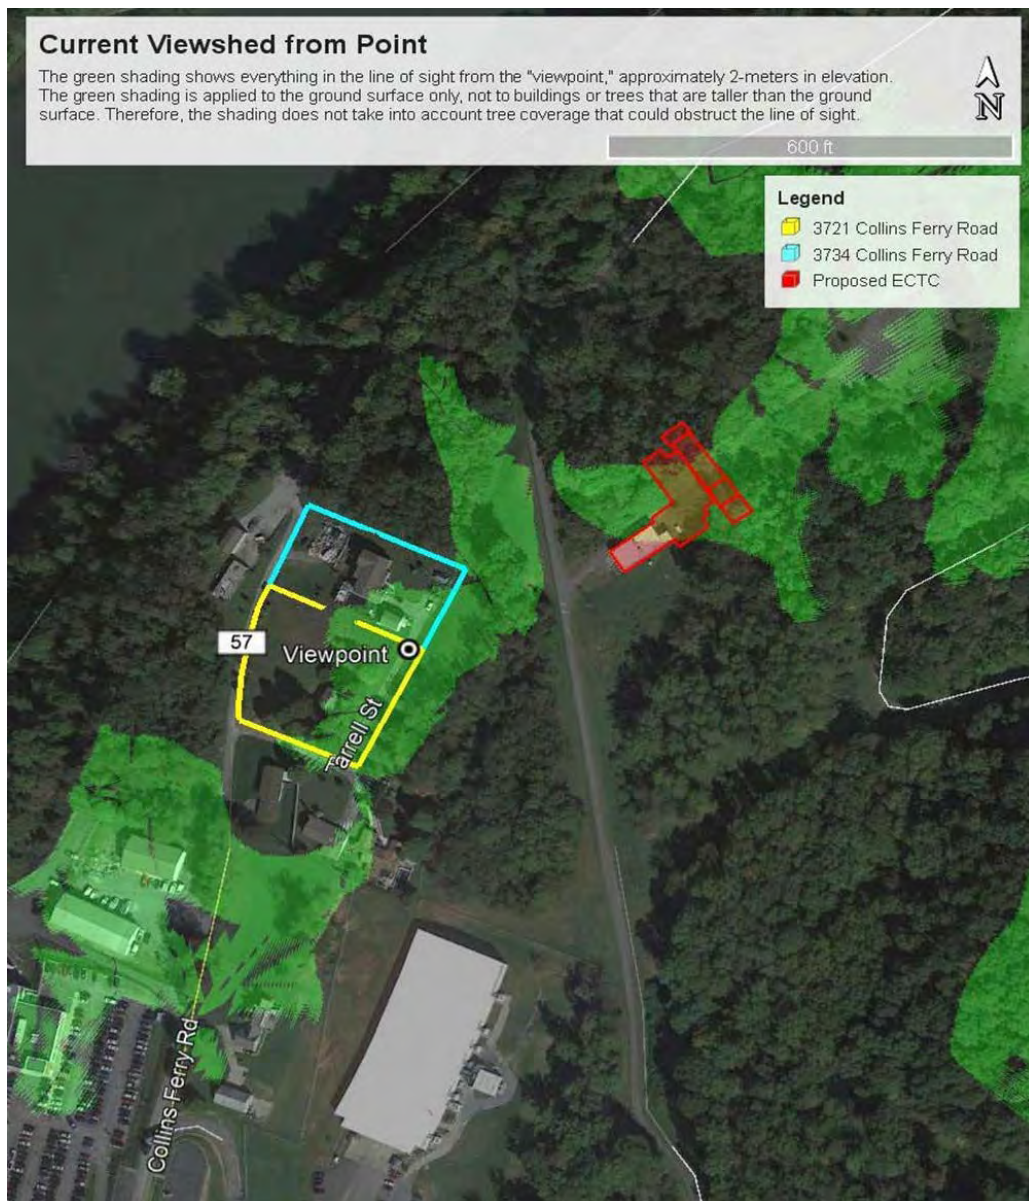 Current Viewshed from Point
The green shading shows everything in the line of sight from the "viewpoint," approximately 2-meters in elevation.
The green shading is applied to the ground surface only, not to buildings or trees that are taller than the ground
surface. Therefore, the shading does not take into account tree coverage that could obstruct the line of sight.
N
600 ft
Legend
3721 Collins Ferry Road
3734 Collins Ferry Road
Proposed ECTC
57
Viewpoint
Farrell St
Collins Ferry Rd